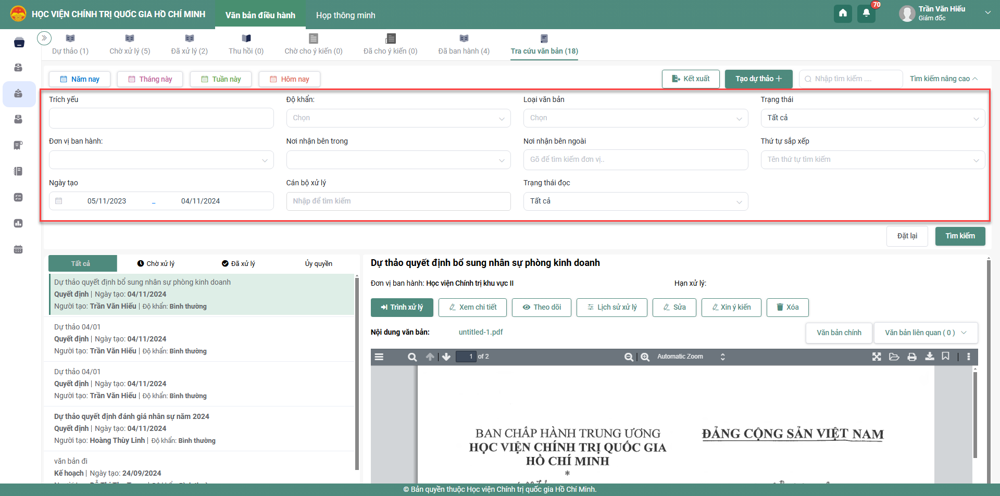 HỌC VIỆN CHÍNH TRỊ QUỐC GIA HỒ CHÍ MINH
Văn bản điều hành
Họp thông minh
70
Trần Văn Hiếu
Giám đốc
Dự thảo (1)
Chờ xử lý (5)
Đã xử lý (2)
Thu hồi (0)
Chờ cho ý kiến (0)
Đã cho ý kiến (0)
Đã ban hành (4)
Tra cứu văn bản (18)
Năm nay
Tháng này
Tuần này
Hôm nay
Kết xuất
Tạo dự thảo +
Nhập tìm kiếm ....
Tìm kiếm nâng cao
Trích yếu
Độ khẩn:
Loại văn bản
Trạng thái
Chọn
Chọn
Tất cả
Đơn vị ban hành:
Nơi nhận bên trong
Nơi nhận bên ngoài
Thứ tự sắp xếp
Gõ để tìm kiếm đơn vị..
Tên thứ tự tìm kiếm
Ngày tạo
Cán bộ xử lý
Trạng thái đọc
05/11/2023 _ 04/11/2024
Nhập để tìm kiếm
Tất cả
Đặt lại
Tìm kiếm
Tất cả
Chờ xử lý
Đã xử lý
Ủy quyền
Dự thảo quyết định bổ sung nhân sự phòng kinh doanh
Quyết định | Ngày tạo: 04/11/2024
Người tạo: Trần Văn Hiếu | Độ khẩn: Bình thường
Dự thảo 04/01
Quyết định | Ngày tạo: 04/11/2024
Người tạo: Trần Văn Hiếu | Độ khẩn: Bình thường
Dự thảo 04/01
Quyết định | Ngày tạo: 04/11/2024
Người tạo: Trần Văn Hiếu | Độ khẩn: Bình thường
Dự thảo quyết định đánh giá nhân sự năm 2024
Quyết định | Ngày tạo: 04/11/2024
Người tạo: Hoàng Thùy Linh | Độ khẩn: Bình thường
văn bản đi
Kế hoạch | Ngày tạo: 24/09/2024
Dự thảo quyết định bổ sung nhân sự phòng kinh doanh
Đơn vị ban hành: Học viện Chính trị khu vực II
Hạn xử lý:
Trình xử lý
Xem chi tiết
Theo dõi
Lịch sử xử lý
Sửa
Xin ý kiến
Xóa
Nội dung văn bản:
untitled-1.pdf
Văn bản chính
Văn bản liên quan ( 0 )
1 of 2
Automatic Zoom
BAN CHẤP HÀNH TRUNG ƯƠNG
HỌC VIỆN CHÍNH TRỊ QUỐC GIA
HỒ CHÍ MINH
*
ĐẢNG CỘNG SẢN VIỆT NAM
© Bản quyền thuộc Học viện Chính trị quốc gia Hồ Chí Minh.